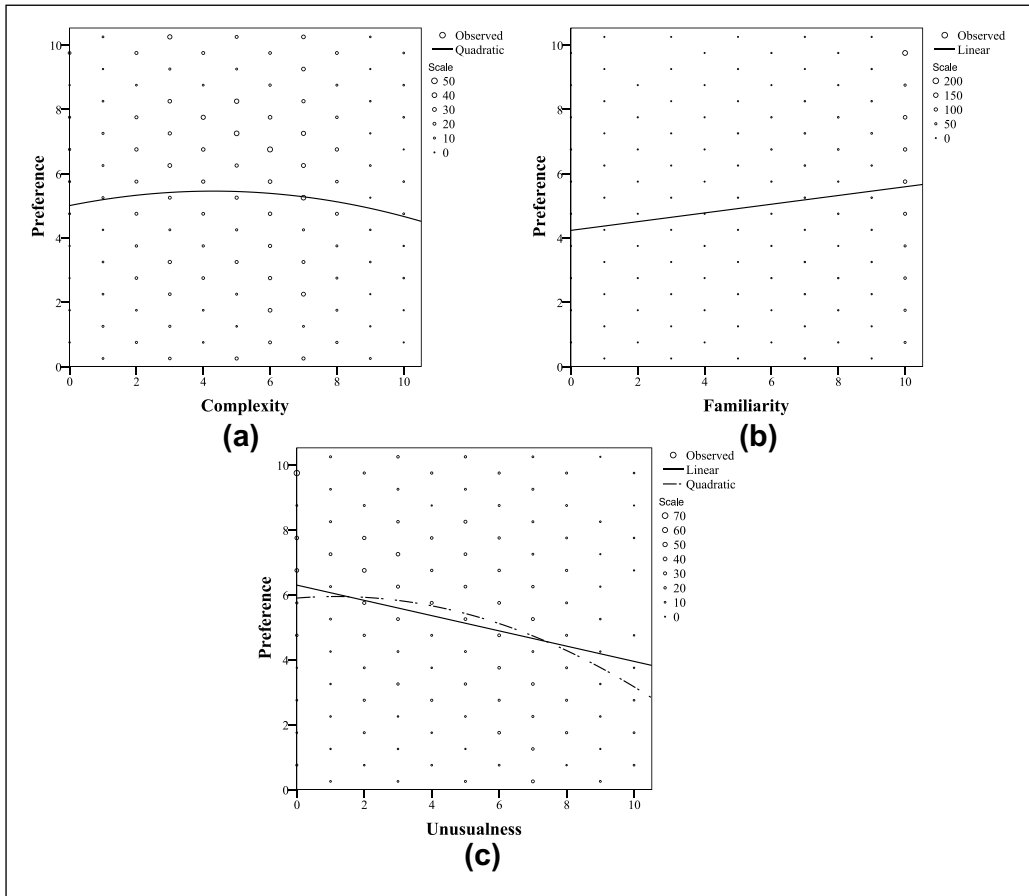 Preference
10
8
6
4
2
0
0 2 4 6 8 10
Complexity
(a)
Observed
Quadratic
Scale
50
40
30
20
10
0
Preference
10
8
6
4
2
0
0 2 4 6 8 10
Familiarity
(b)
Observed
Linear
Scale
200
150
100
50
0
Preference
10
8
6
4
2
0
0 2 4 6 8 10
Unusualness
(c)
Observed
Linear
Quadratic
Scale
70
60
50
40
30
20
10
0